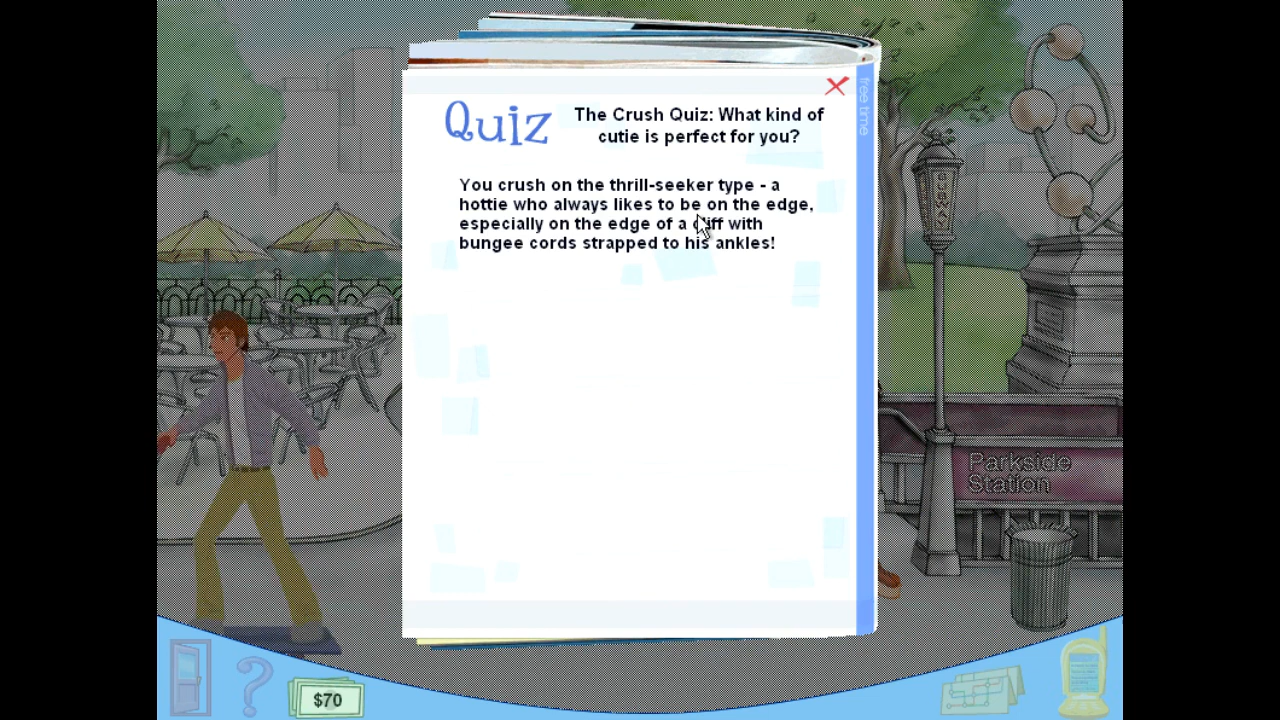 Quiz
The Crush Quiz: What kind of
cutie is perfect for you?
free time
You crush on the thrill-seeker type - a
hottie who always likes to be on the edge,
especially on the edge of a cliff with
bungee cords strapped to his ankles!
SUBWAY
Parkside
Station
$70